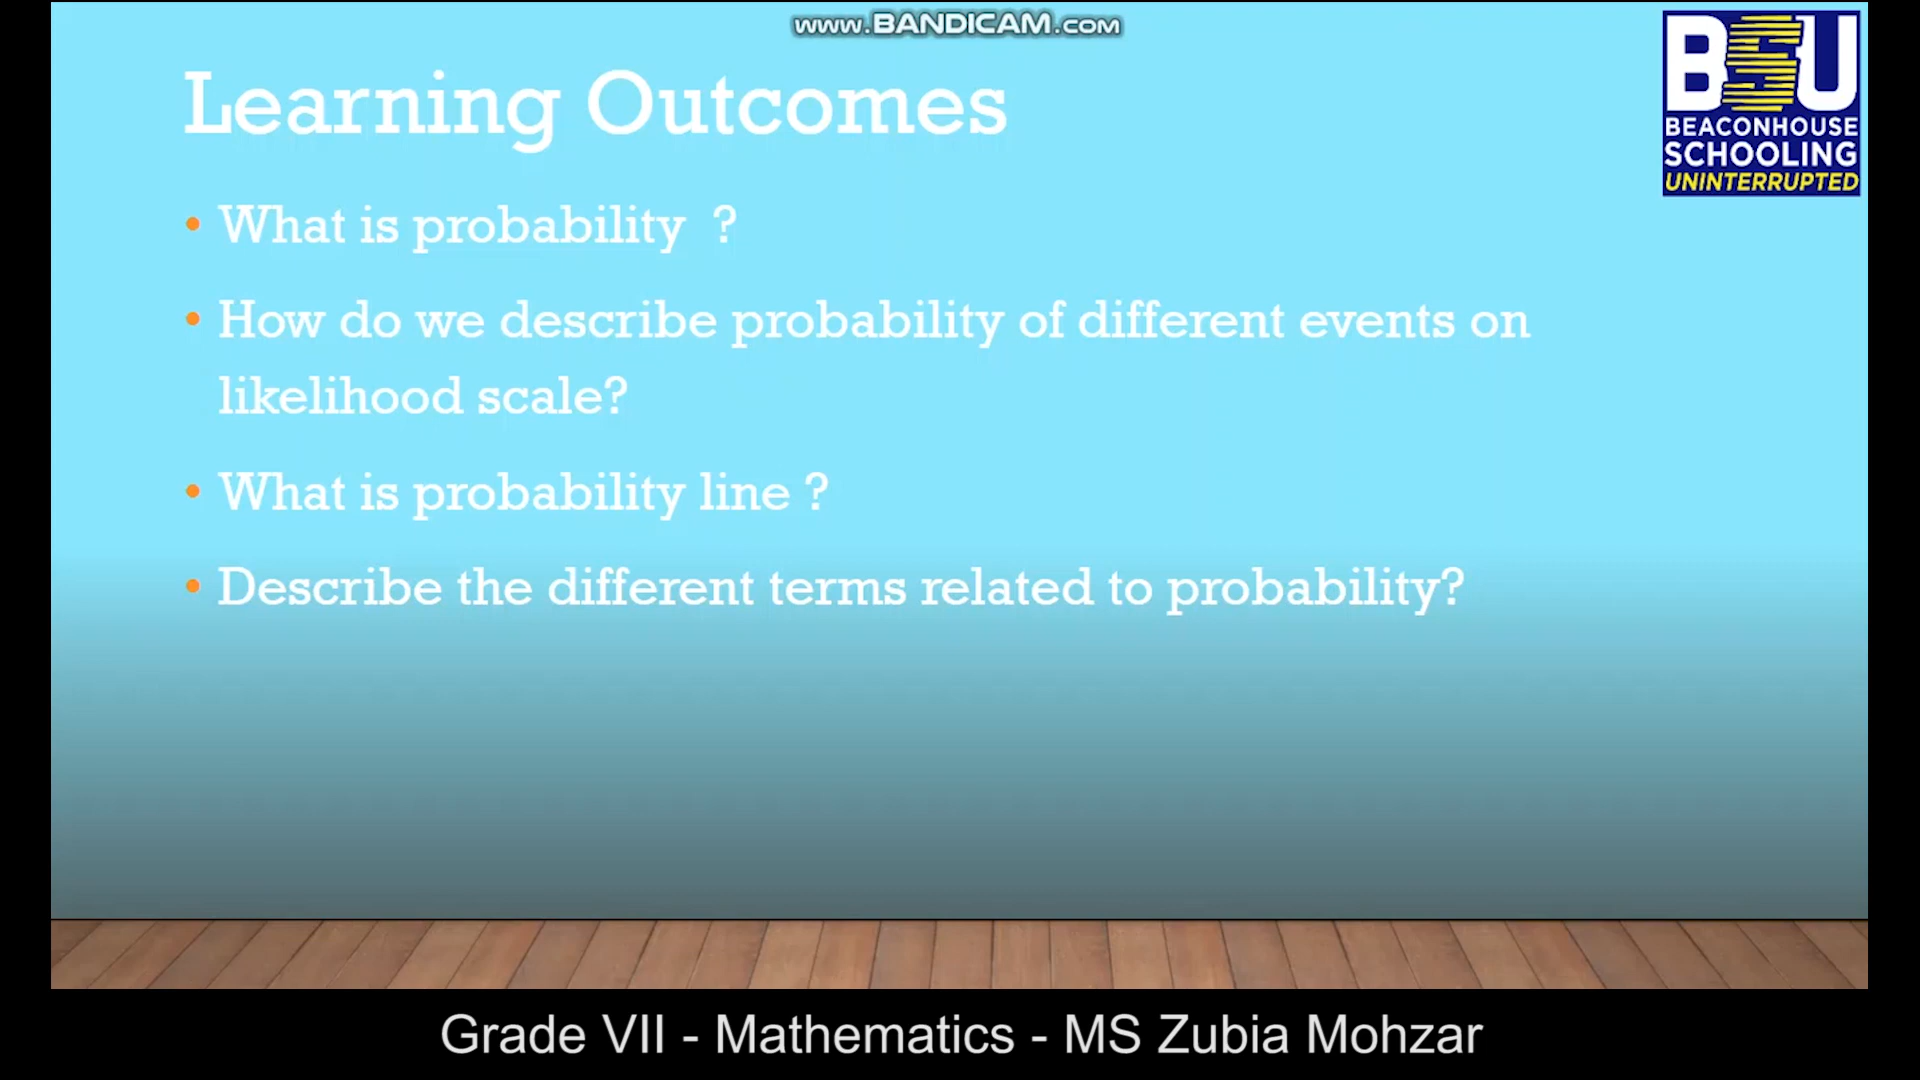 www.BANDICAM.com
BSU
BEACONHOUSE
SCHOOLING
UNINTERRUPTED
Learning Outcomes
• What is probability ?
• How do we describe probability of different events on
likelihood scale?
• What is probability line ?
• Describe the different terms related to probability?
Grade VII - Mathematics - MS Zubia Mohzar